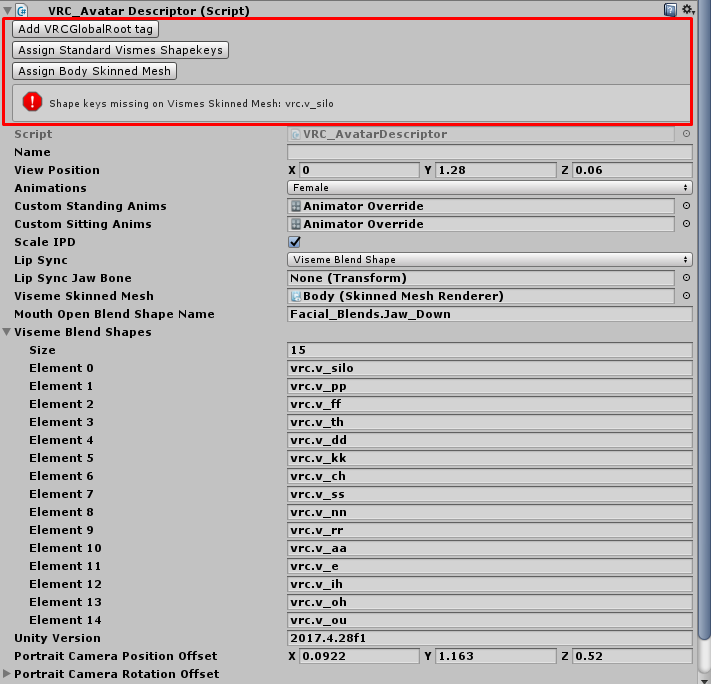 VRC_Avatar Descriptor (Script)
Add VRCGlobalRoot tag
Assign Standard Vismes Shapekeys
Assign Body Skinned Mesh
Shape keys missing on Vismes Skinned Mesh: vrc.v_silo
Script VRC_AvatarDescriptor
Name
View Position X 0 Y 1.28 Z 0.06
Animations Female
Custom Standing Anims Animator Override
Custom Sitting Anims Animator Override
Scale IPD
Lip Sync Viseme Blend Shape
Lip Sync Jaw Bone None (Transform)
Viseme Skinned Mesh Body (Skinned Mesh Renderer)
Mouth Open Blend Shape Name Facial_Blends.Jaw_Down
Viseme Blend Shapes
Size 15
Element 0 vrc.v_silo
Element 1 vrc.v_pp
Element 2 vrc.v_ff
Element 3 vrc.v_th
Element 4 vrc.v_dd
Element 5 vrc.v_kk
Element 6 vrc.v_ch
Element 7 vrc.v_ss
Element 8 vrc.v_nn
Element 9 vrc.v_rr
Element 10 vrc.v_aa
Element 11 vrc.v_e
Element 12 vrc.v_ih
Element 13 vrc.v_oh
Element 14 vrc.v_ou
Unity Version 2017.4.28f1
Portrait Camera Position Offset X 0.0922 Y 1.163 Z 0.52
Portrait Camera Rotation Offset